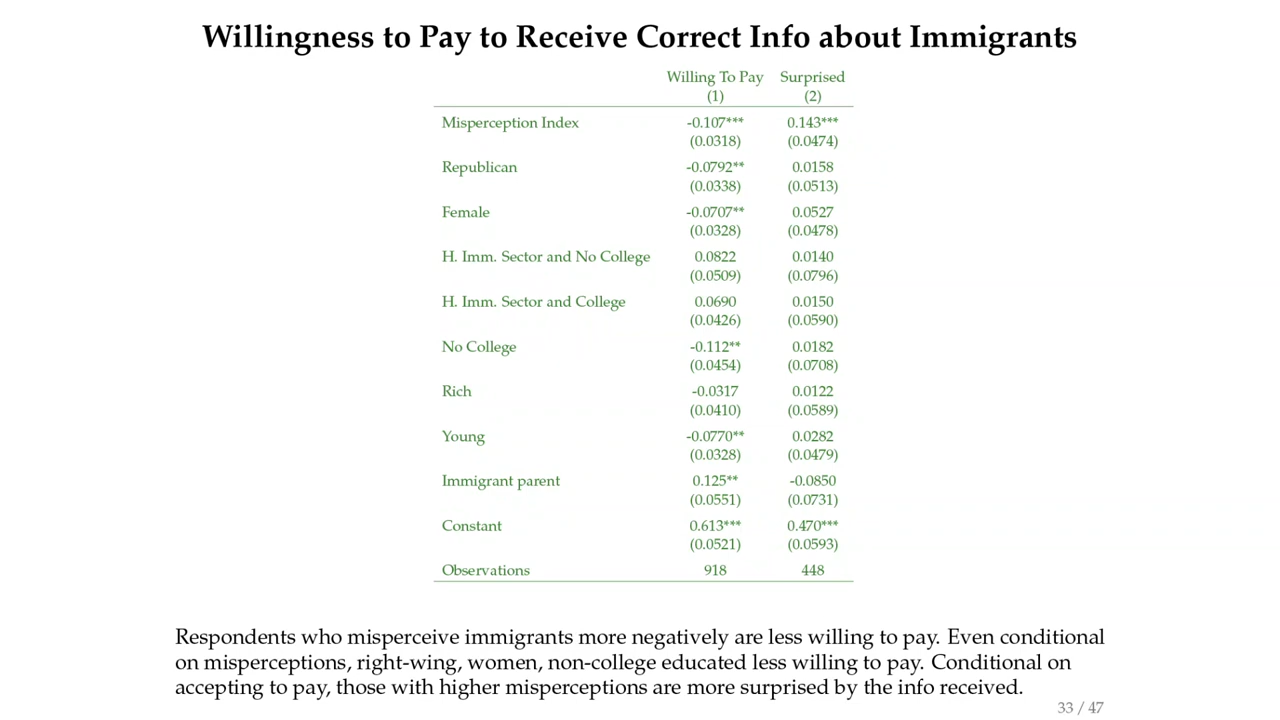 Willingness to Pay to Receive Correct Info about Immigrants
Willing To Pay Surprised
(1) (2)
Misperception Index -0.107*** 0.143***
(0.0318) (0.0474)
Republican -0.0792** 0.0158
(0.0338) (0.0513)
Female -0.0707** 0.0527
(0.0328) (0.0478)
H. Imm. Sector and No College 0.0822 0.0140
(0.0509) (0.0796)
H. Imm. Sector and College 0.0690 0.0150
(0.0426) (0.0590)
No College -0.112** 0.0182
(0.0454) (0.0708)
Rich -0.0317 0.0122
(0.0410) (0.0589)
Young -0.0770** 0.0282
(0.0328) (0.0479)
Immigrant parent 0.125** -0.0850
(0.0551) (0.0731)
Constant 0.613*** 0.470***
(0.0521) (0.0593)
Observations 918 448
Respondents who misperceive immigrants more negatively are less willing to pay. Even conditional
on misperceptions, right-wing, women, non-college educated less willing to pay. Conditional on
accepting to pay, those with higher misperceptions are more surprised by the info received.
33 / 47